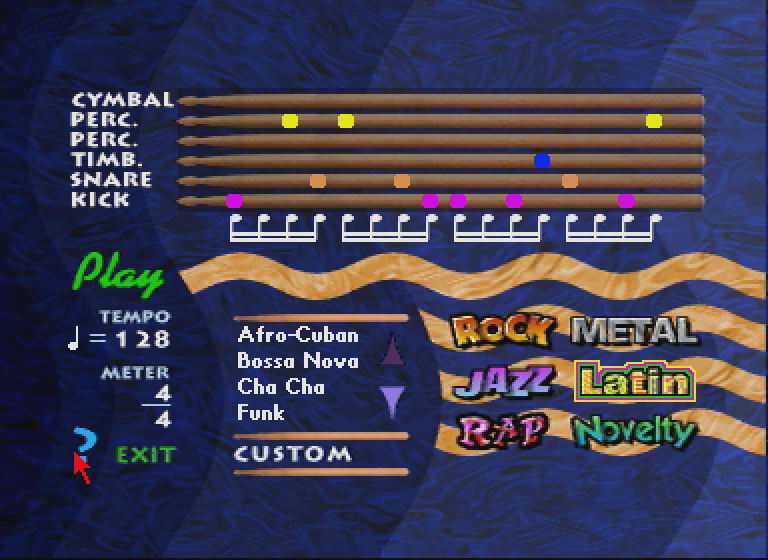 CYMBAL
PERC.
PERC.
TIMB.
SNARE
KICK
Play
TEMPO
= 128
METER
4
4
? EXIT
Afro-Cuban
Bossa Nova
Cha Cha
Funk
CUSTOM
ROCK METAL
JAZZ Latin
RAP Novelty